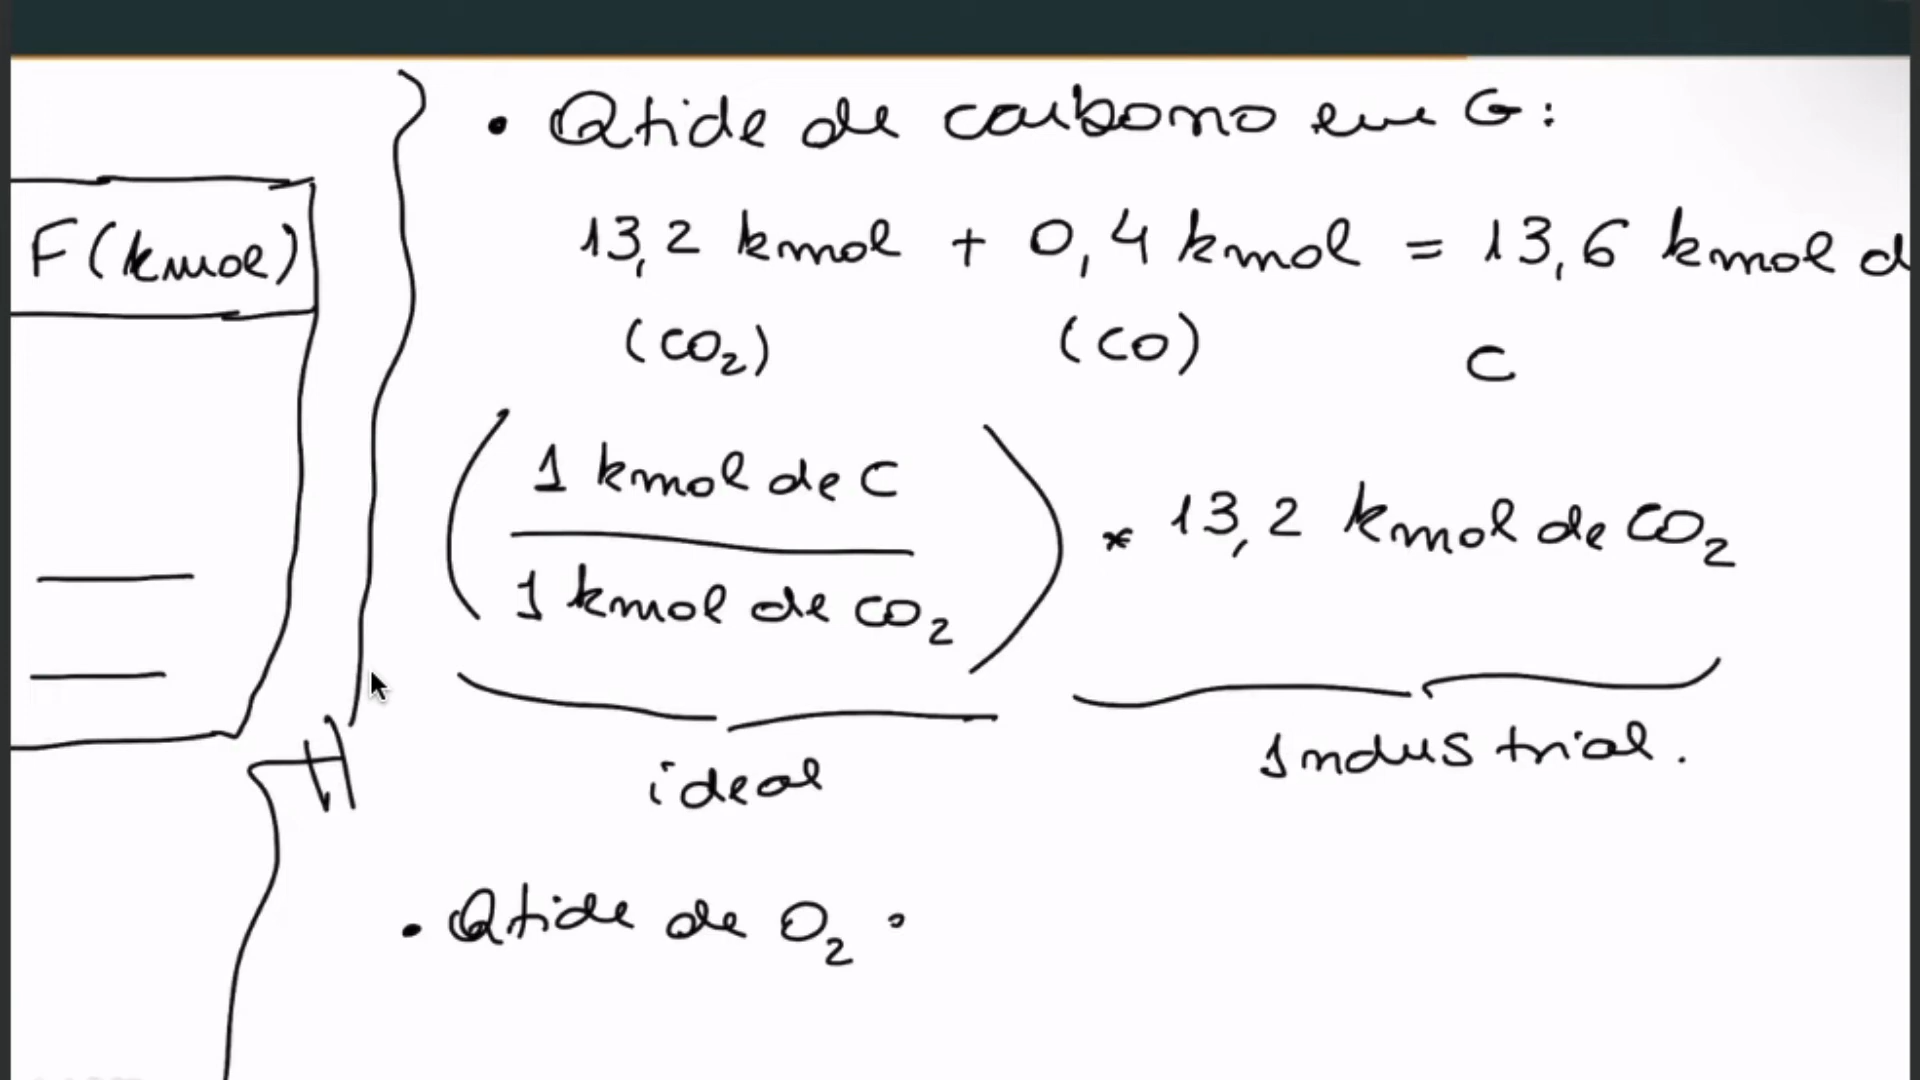 • Qtide de carbono em G:
F (kmol)
13,2 kmol + 0,4 kmol = 13,6 kmol d
(CO2) (CO) C
(1 kmol de C
1 kmol de CO2) * 13,2 kmol de CO2
ideal
Industrial.
• Qtide de O2 :